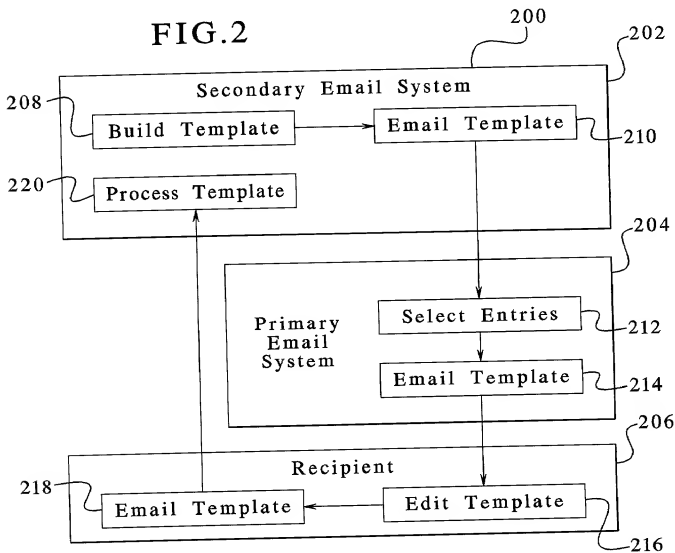 FIG.2
200
202
Secondary Email System
208
Build Template
Email Template
210
220
Process Template
204
Primary
Email
System
Select Entries
212
Email Template
214
206
Recipient
218
Email Template
Edit Template
216